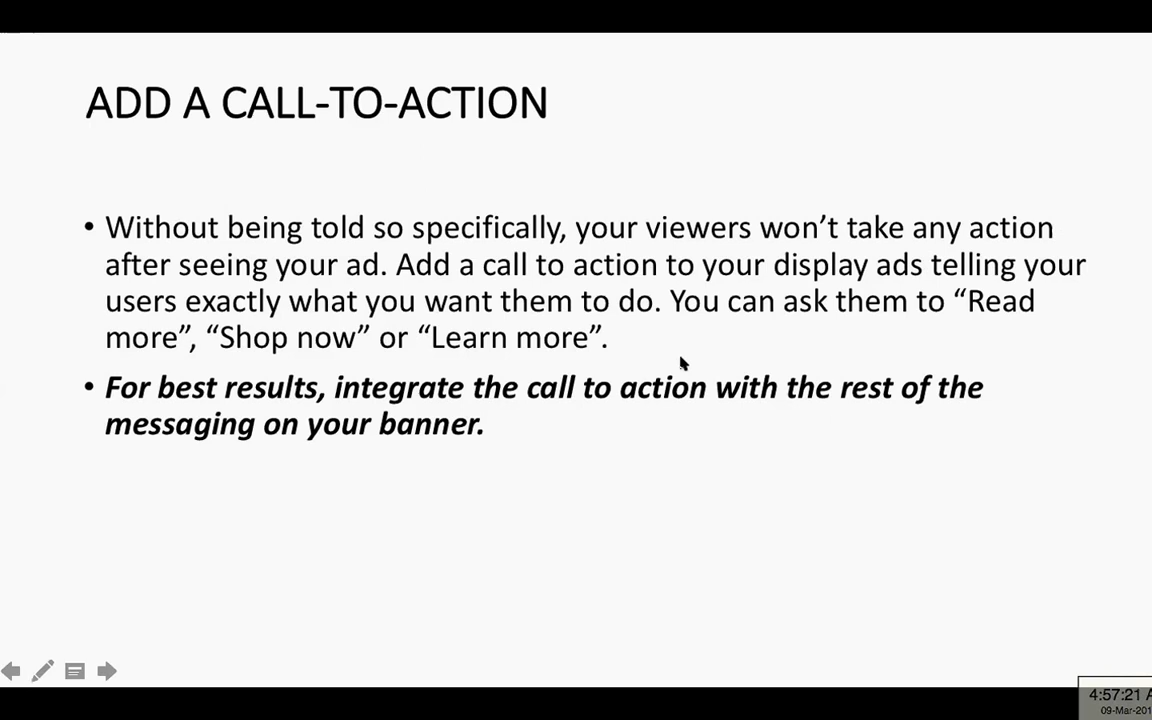 ADD A CALL-TO-ACTION
• Without being told so specifically, your viewers won’t take any action
after seeing your ad. Add a call to action to your display ads telling your
users exactly what you want them to do. You can ask them to “Read
more”, “Shop now” or “Learn more”.
• For best results, integrate the call to action with the rest of the
messaging on your banner.
4:57:21 A
09-Mar-201